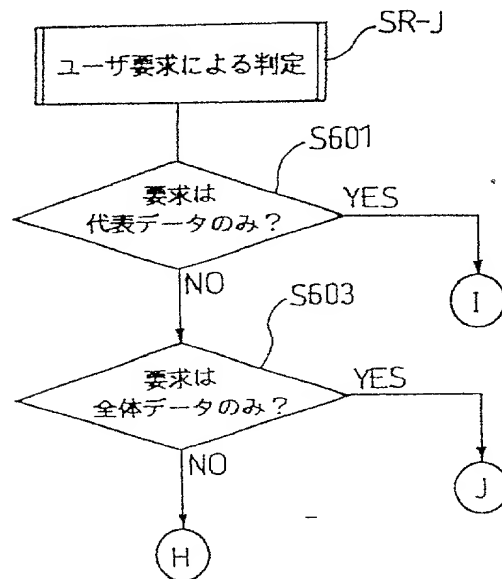 SR-J
ユーザ要求による判定
S601
要求は
代表データのみ？
YES
I
NO
S603
要求は
全体データのみ？
YES
J
NO
H